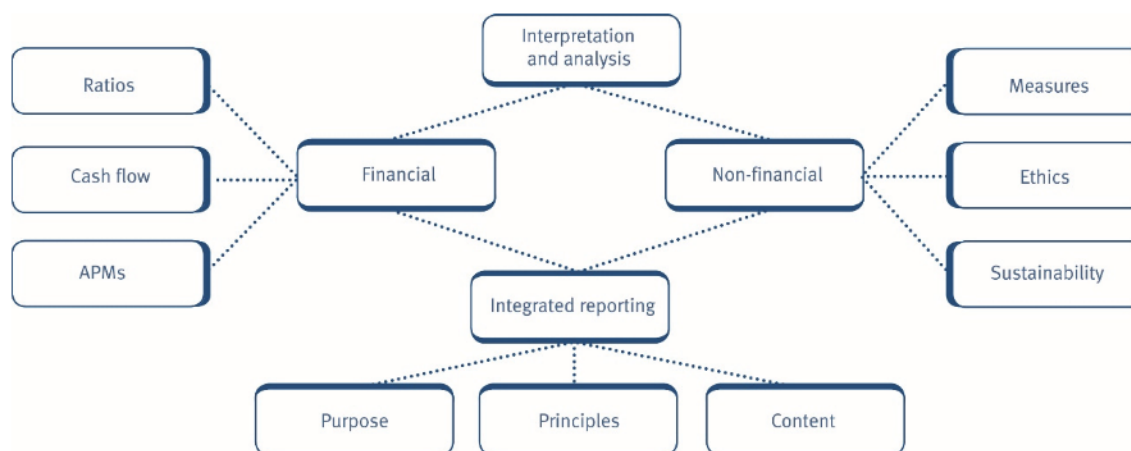 Interpretation
and analysis
Ratios
Measures
Cash flow
Financial
Non-financial
Ethics
APMs
Sustainability
Integrated reporting
Purpose
Principles
Content